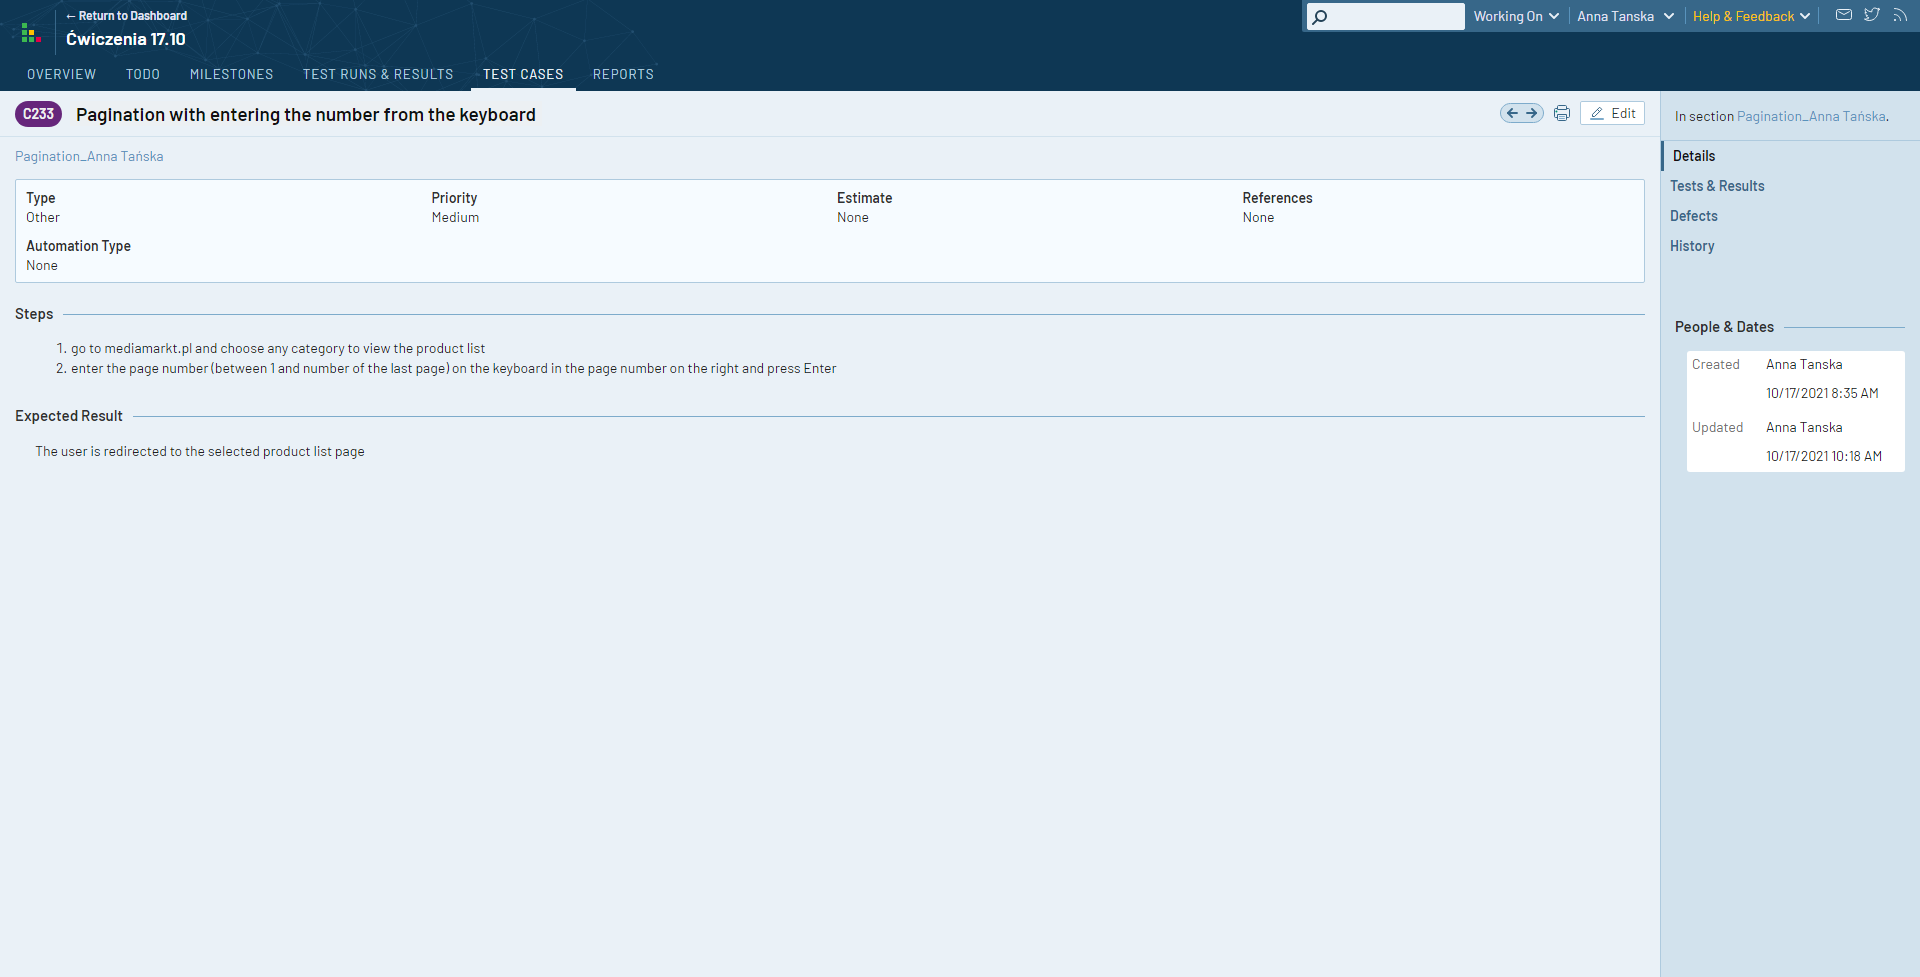 ← Return to Dashboard
Ćwiczenia 17.10
Working On
Anna Tanska
Help & Feedback
OVERVIEW
TODO
MILESTONES
TEST RUNS & RESULTS
TEST CASES
REPORTS
C233
Pagination with entering the number from the keyboard
Edit
Pagination_Anna Tańska
Type
Other
Priority
Medium
Estimate
None
References
None
Automation Type
None
Steps
1. go to mediamarkt.pl and choose any category to view the product list
2. enter the page number (between 1 and number of the last page) on the keyboard in the page number on the right and press Enter
Expected Result
The user is redirected to the selected product list page
In section Pagination_Anna Tańska.
Details
Tests & Results
Defects
History
People & Dates
Created
Anna Tanska
10/17/2021 8:35 AM
Updated
Anna Tanska
10/17/2021 10:18 AM